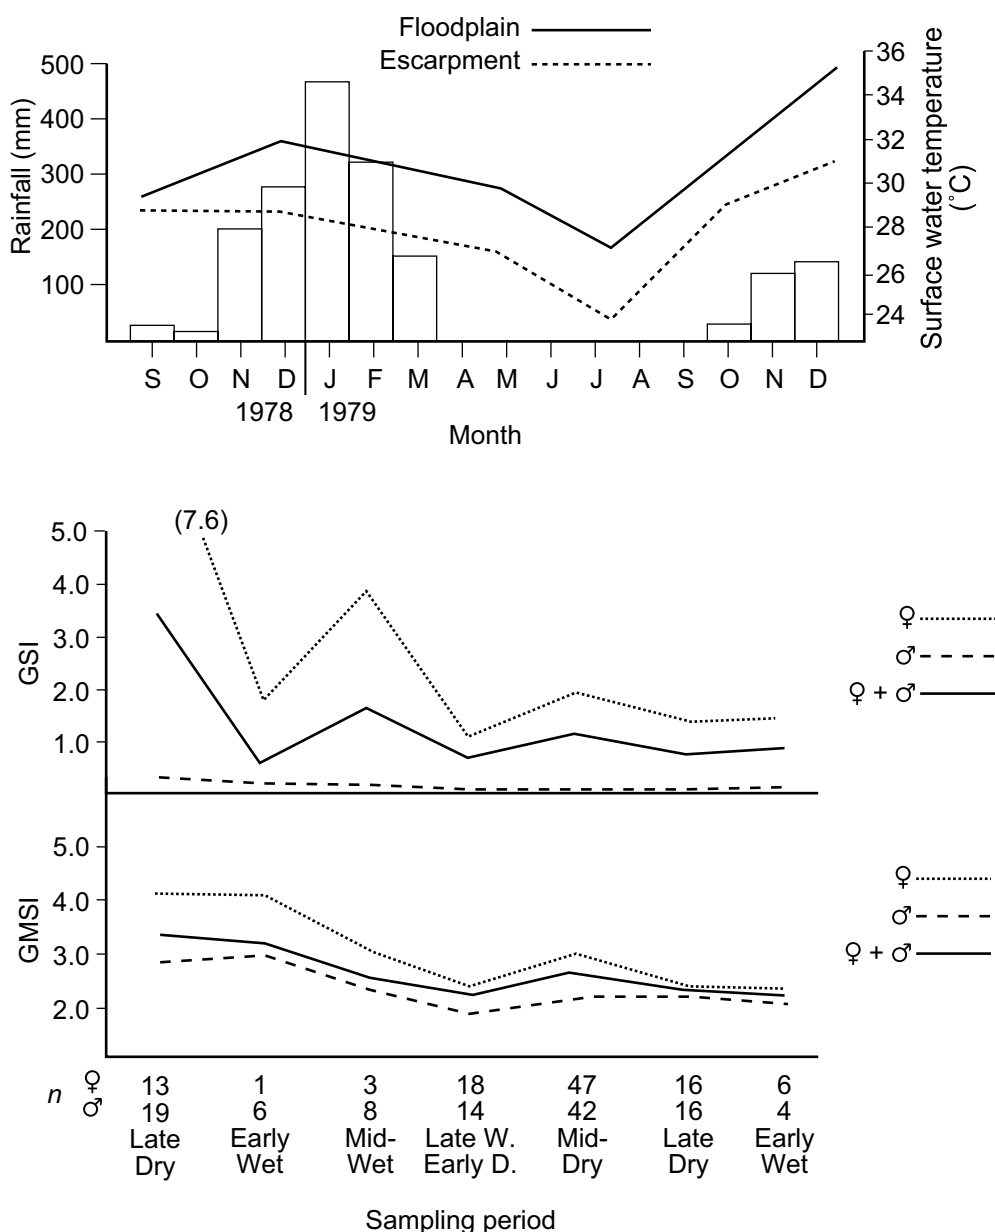 Floodplain
Escarpment
Rainfall (mm)
500
400
300
200
100
36
34
32
30
28
26
24
Surface water temperature
(˚C)
S O N D J F M A M J J A S O N D
1978 1979
Month
(7.6)
GSI
5.0
4.0
3.0
2.0
1.0
♀
♂
♀ + ♂
GMSI
5.0
4.0
3.0
2.0
♀
♂
♀ + ♂
n ♀ 13 1 3 18 47 16 6
♂ 19 6 8 14 42 16 4
Late Early Mid- Late W. Mid- Late Early
Dry Wet Wet Early D. Dry Dry Wet
Sampling period